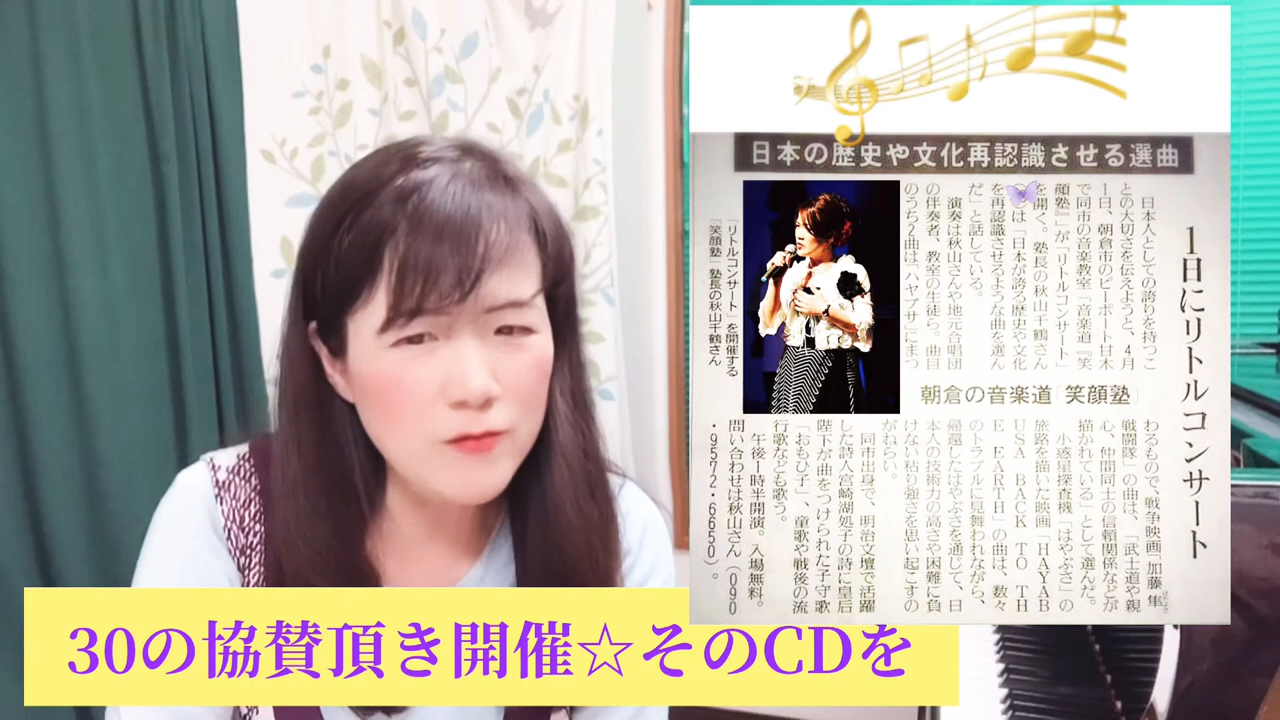 日本の歴史や文化再認識させる選曲
1日にリトルコンサート
朝倉の音楽道「笑顔塾」
日本人としての誇りを持つこ
との大切さを伝えようと、4月
1日、朝倉市のピーポート甘木
で同市の音楽教室「音楽道『笑
顔塾』」が「リトルコンサート」
を開く。塾長の秋山千鶴さん
は「日本が誇る歴史や文化
を再認識させるような曲を選ん
だ」と話している。
演奏は秋山さんや地元合唱団
の伴奏者、教室の生徒ら。曲目
のうち2曲は「ハヤブサ」にまつ
わるもので、戦争映画「加藤隼
戦闘隊」の曲は、「武士道や親
心、仲間同士の信頼関係などが
描かれている」として選んだ。
小惑星探査機「はやぶさ」の
旅路を描いた映画「HAYAB
USA BACK TO TH
E EARTH」の曲は、数々
のトラブルに見舞われながら、
帰還したはやぶさを通じて、日
本人の技術力の高さや困難に負
けない粘り強さを思い起こすの
がねらい。
同市出身で、明治文壇で活躍
した詩人宮崎湖処子の詩に皇后
陛下が曲をつけられた子守歌
「おもひ子」、童歌や戦後の流
行歌なども歌う。
午後1時半開演。入場無料。
問い合わせは秋山さん(090
・9572・6650)。
「リトルコンサート」を開催する
「笑顔塾」塾長の秋山千鶴さん
30の協賛頂き開催☆そのCDを